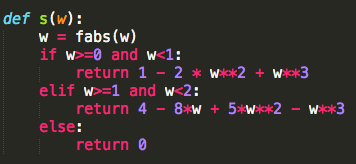 def s(w):
    w = fabs(w)
    if w>=0 and w<1:
        return 1 - 2 * w**2 + w**3
    elif w>=1 and w<2:
        return 4 - 8*w + 5*w**2 - w**3
    else:
        return 0